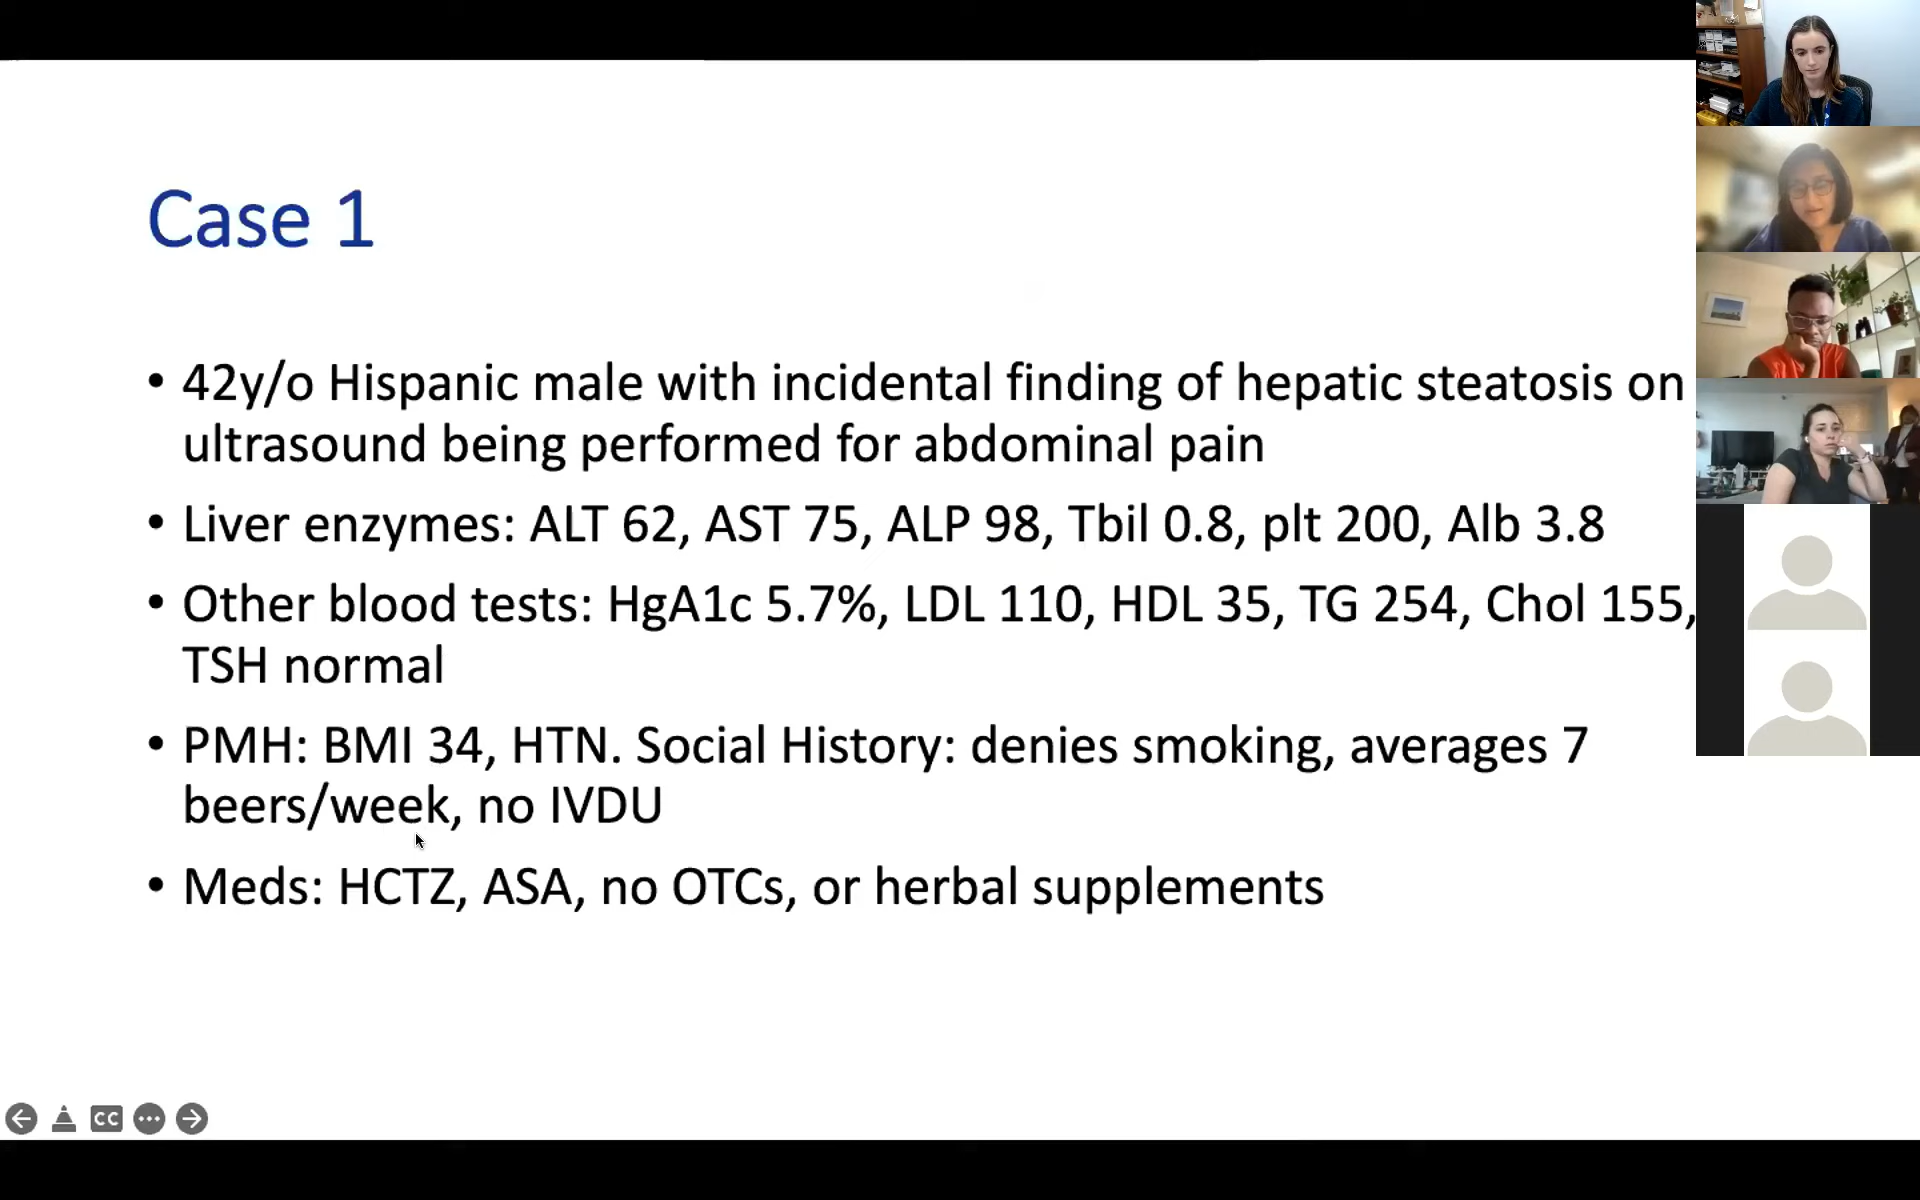 Case 1
• 42y/o Hispanic male with incidental finding of hepatic steatosis on
ultrasound being performed for abdominal pain
• Liver enzymes: ALT 62, AST 75, ALP 98, Tbil 0.8, plt 200, Alb 3.8
• Other blood tests: HgA1c 5.7%, LDL 110, HDL 35, TG 254, Chol 155,
TSH normal
• PMH: BMI 34, HTN. Social History: denies smoking, averages 7
beers/week, no IVDU
• Meds: HCTZ, ASA, no OTCs, or herbal supplements
CC